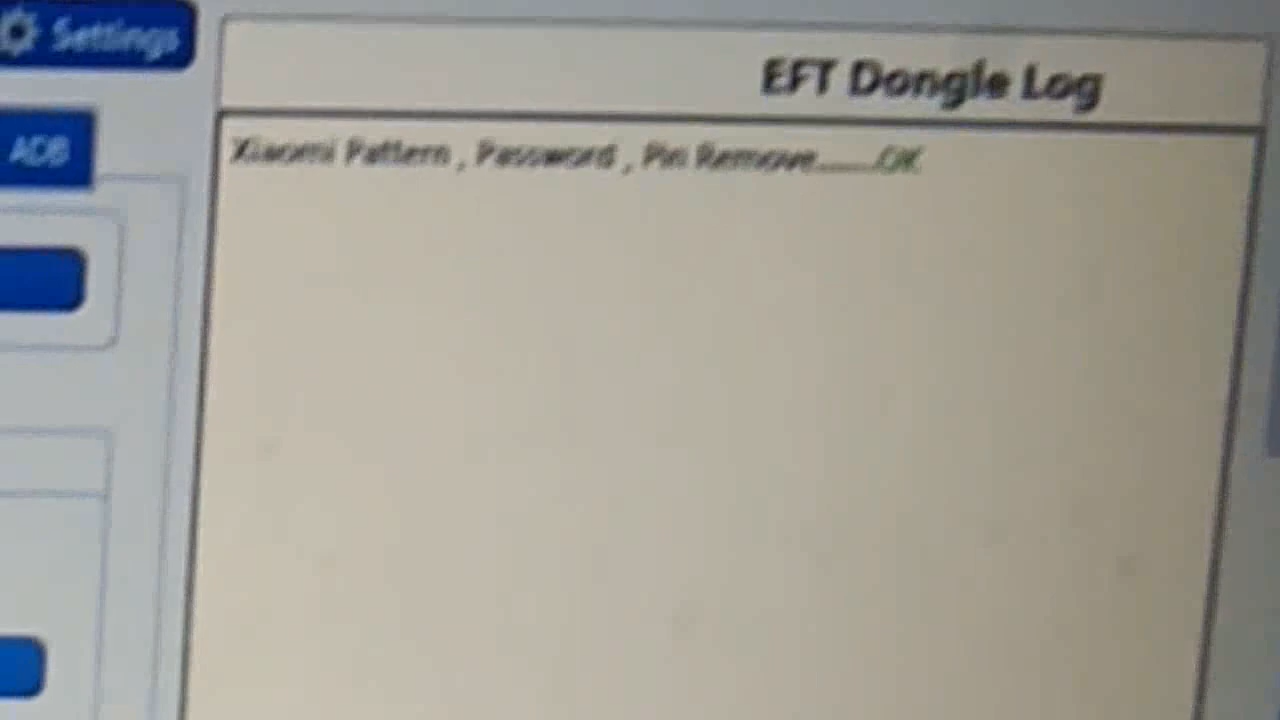 Settings
EFT Dongle Log
ADB
Xiaomi Pattern , Password , Pin Remove.......OK